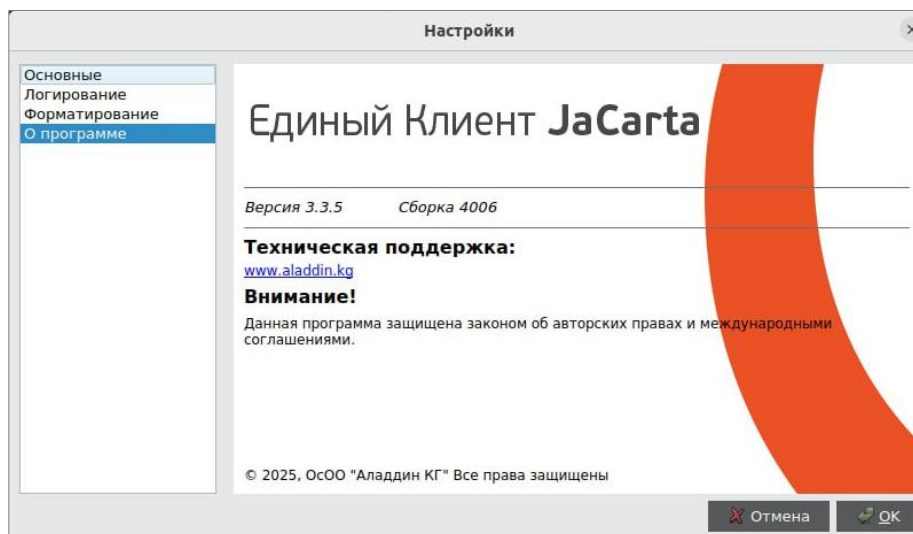 Настройки
Основные
Логирование
Форматирование
О программе
Единый Клиент JaCarta
Версия 3.3.5 Сборка 4006
Техническая поддержка:
www.aladdin.kg
Внимание!
Данная программа защищена законом об авторских правах и международными
соглашениями.
© 2025, ОсОО "Аладдин КГ" Все права защищены
Отмена
OK